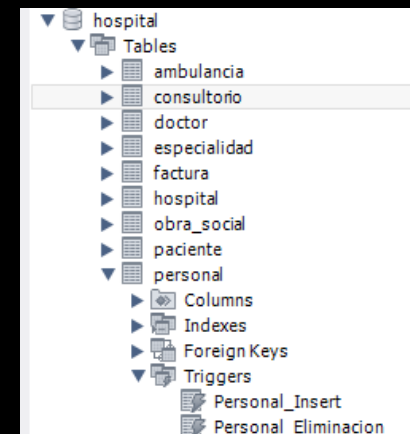 hospital
Tables
ambulancia
consultorio
doctor
especialidad
factura
hospital
obra_social
paciente
personal
Columns
Indexes
Foreign Keys
Triggers
Personal_Insert
Personal_Eliminacion